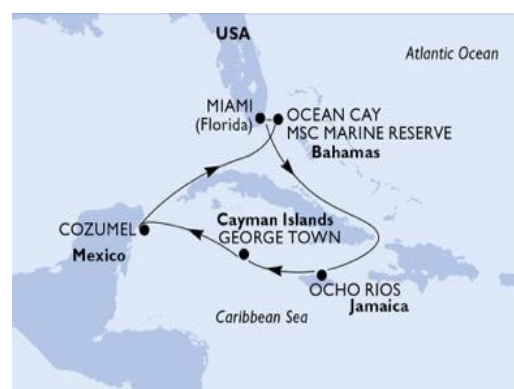 USA
Atlantic Ocean
MIAMI
(Florida)
OCEAN CAY
MSC MARINE RESERVE
Bahamas
Cayman Islands
GEORGE TOWN
COZUMEL
Mexico
OCHO RIOS
Jamaica
Caribbean Sea